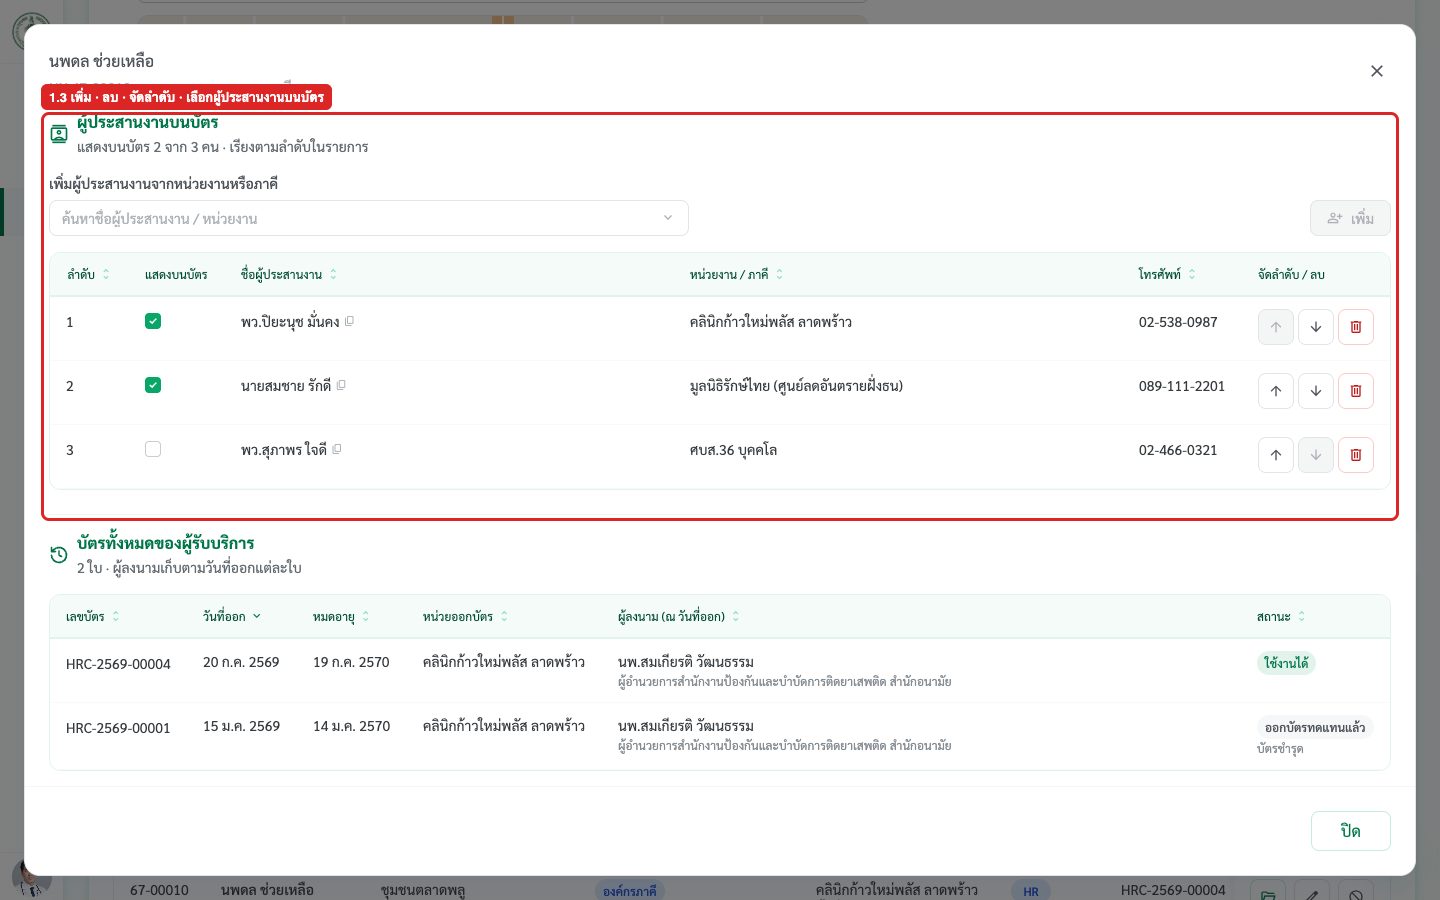 นพดล ช่วยเหลือ
1.3 เพิ่ม · ลบ · จัดลำดับ · เลือกผู้ประสานงานบนบัตร
ผู้ประสานงานบนบัตร
แสดงบนบัตร 2 จาก 3 คน · เรียงตามลำดับในรายการ
เพิ่มผู้ประสานงานจากหน่วยงานหรือภาคี
ค้นหาชื่อผู้ประสานงาน / หน่วยงาน
เพิ่ม
ลำดับ แสดงบนบัตร ชื่อผู้ประสานงาน หน่วยงาน / ภาคี โทรศัพท์ จัดลำดับ / ลบ
1 พว.ปิยะนุช มั่นคง คลินิกก้าวใหม่พลัส ลาดพร้าว 02-538-0987
2 นายสมชาย รักดี มูลนิธิรักษ์ไทย (ศูนย์ลดอันตรายฝั่งธน) 089-111-2201
3 พว.สุภาพร ใจดี ศบส.36 บุคคโล 02-466-0321
บัตรทั้งหมดของผู้รับบริการ
2 ใบ · ผู้ลงนามเก็บตามวันที่ออกแต่ละใบ
เลขบัตร วันที่ออก หมดอายุ หน่วยออกบัตร ผู้ลงนาม (ณ วันที่ออก) สถานะ
HRC-2569-00004 20 ก.ค. 2569 19 ก.ค. 2570 คลินิกก้าวใหม่พลัส ลาดพร้าว นพ.สมเกียรติ วัฒนธรรม ใช้งานได้
ผู้อำนวยการสำนักงานป้องกันและบำบัดการติดยาเสพติด สำนักอนามัย
HRC-2569-00001 15 ม.ค. 2569 14 ม.ค. 2570 คลินิกก้าวใหม่พลัส ลาดพร้าว นพ.สมเกียรติ วัฒนธรรม ออกบัตรทดแทนแล้ว
ผู้อำนวยการสำนักงานป้องกันและบำบัดการติดยาเสพติด สำนักอนามัย บัตรชำรุด
ปิด
67-00010 นพดล ช่วยเหลือ ชุมชนตลาดพลู องค์กรภาคี คลินิกก้าวใหม่พลัส ลาดพร้าว HR HRC-2569-00004